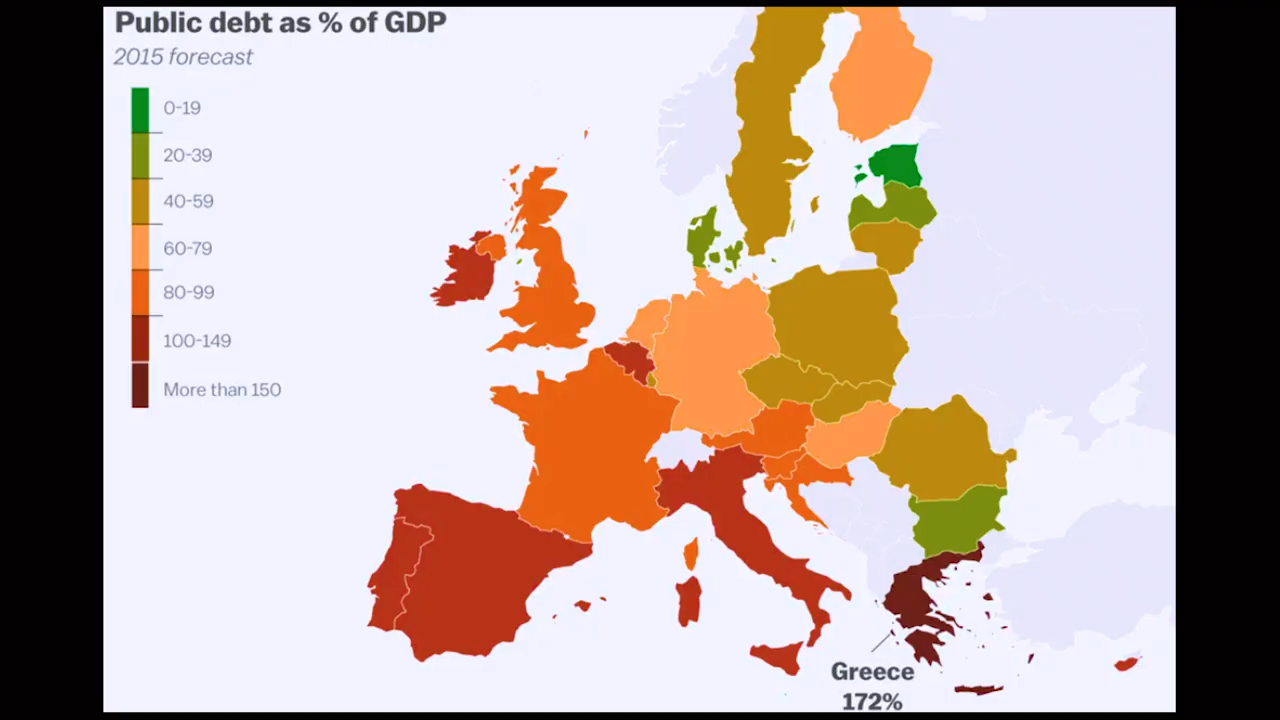 Public debt as % of GDP
2015 forecast
0-19
20-39
40-59
60-79
80-99
100-149
More than 150
Greece
172%